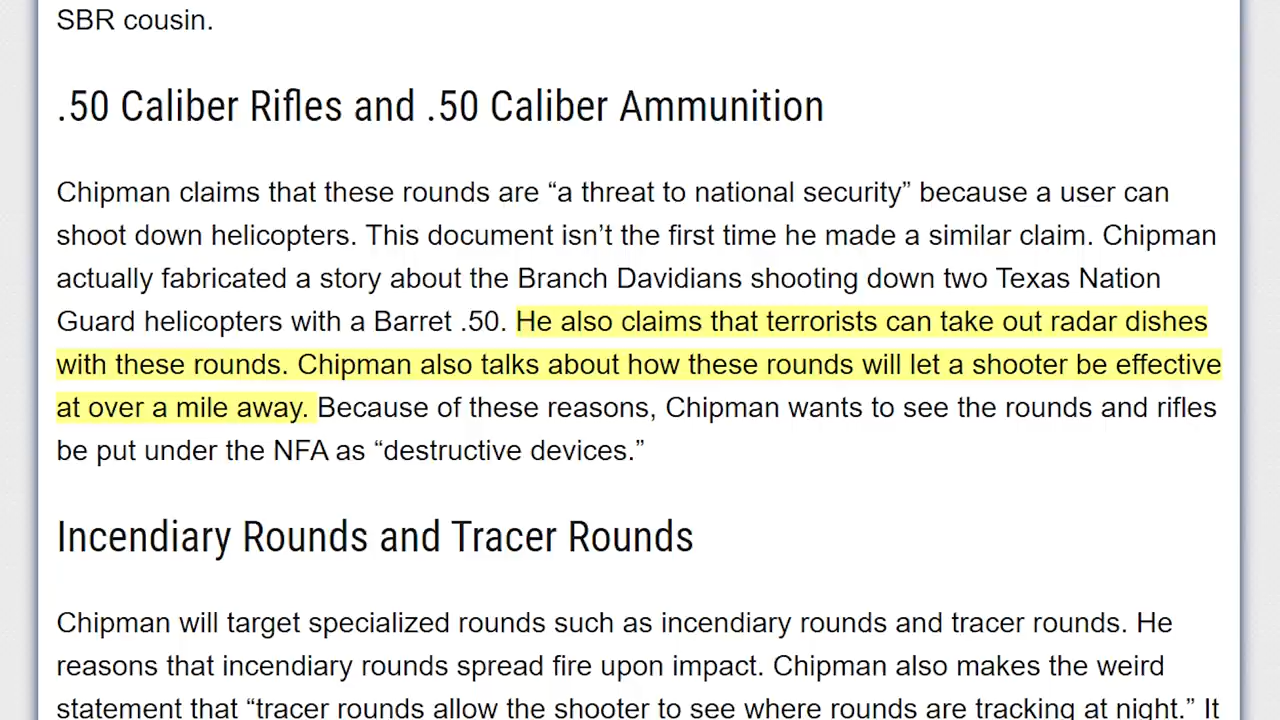 SBR cousin.
.50 Caliber Rifles and .50 Caliber Ammunition
Chipman claims that these rounds are “a threat to national security” because a user can
shoot down helicopters. This document isn’t the first time he made a similar claim. Chipman
actually fabricated a story about the Branch Davidians shooting down two Texas Nation
Guard helicopters with a Barret .50. He also claims that terrorists can take out radar dishes
with these rounds. Chipman also talks about how these rounds will let a shooter be effective
at over a mile away. Because of these reasons, Chipman wants to see the rounds and rifles
be put under the NFA as “destructive devices.”
Incendiary Rounds and Tracer Rounds
Chipman will target specialized rounds such as incendiary rounds and tracer rounds. He
reasons that incendiary rounds spread fire upon impact. Chipman also makes the weird
statement that “tracer rounds allow the shooter to see where rounds are tracking at night.” It